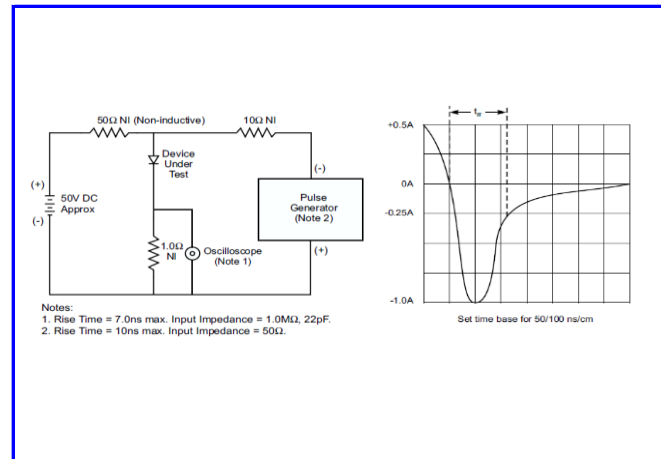 50Ω NI (Non-inductive)
10Ω NI
Device
Under
Test
(+)
50V DC
Approx
(-)
(-)
Pulse
Generator
(Note 2)
(+)
1.0Ω
NI
Oscilloscope
(Note 1)
Notes:
1. Rise Time = 7.0ns max. Input Impedance = 1.0MΩ, 22pF.
2. Rise Time = 10ns max. Input Impedance = 50Ω.
trr
+0.5A
0A
-0.25A
-1.0A
Set time base for 50/100 ns/cm